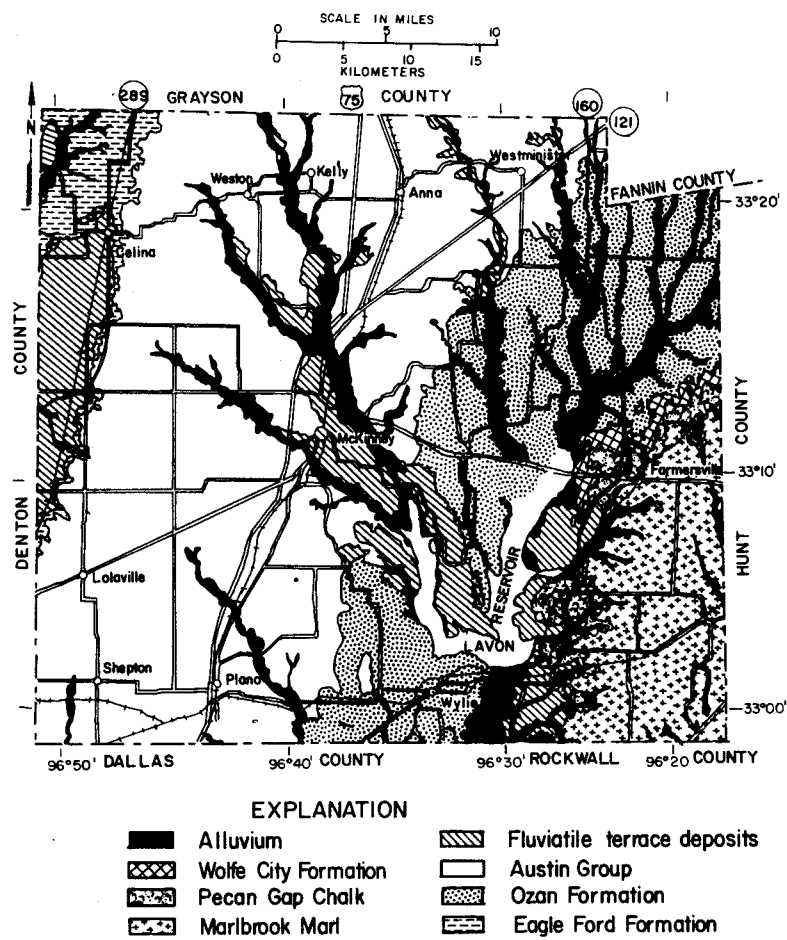 SCALE IN MILES
0 5 10
0 5 10 15
KILOMETERS
289 GRAYSON 75 COUNTY 160 121
N
Westminister
Weston Kelly
Anna
FANNIN COUNTY
33°20'
Celina
COUNTY
COUNTY
McKinney
Farmersville
33°10'
DENTON
HUNT
RESERVOIR
Lolaville
LAVON
Shepton
Plano
Wylie
33°00'
96°50' DALLAS 96°40' COUNTY 96°30' ROCKWALL 96°20' COUNTY
EXPLANATION
Alluvium Fluviatile terrace deposits
Wolfe City Formation Austin Group
Pecan Gap Chalk Ozan Formation
Marlbrook Marl Eagle Ford Formation